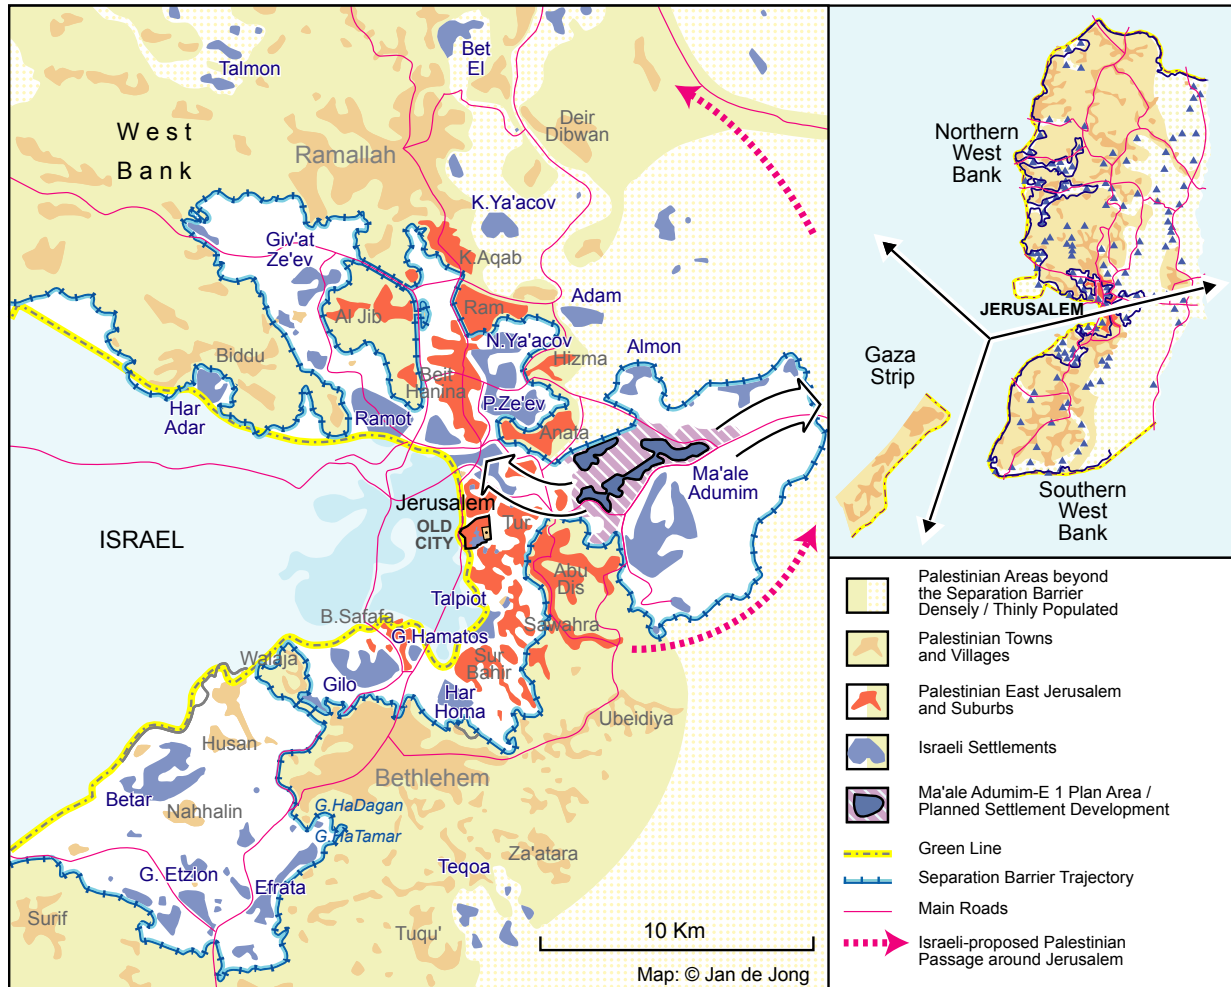 Talmon
Bet
El
West
Bank
Ramallah
Deir
Dibwan
K.Ya'acov
Giv'at
Ze'ev
K.Aqab
Adam
Al Jib
Ram
N.Ya'acov
Almon
Hizma
Biddu
Beit
Hanina
Har
Adar
Ramot
P.Ze'ev
Anata
Ma'ale
Adumim
Jerusalem
OLD
CITY
Tur
ISRAEL
Abu
Dis
Talpiot
B.Safafa
G.Hamatos
Sawahra
Walaja
Sur
Bahir
Gilo
Har
Homa
Ubeidiya
Husan
Bethlehem
Betar
Nahhalin
G.HaDagan
G.HaTamar
Za'atara
Teqoa
G. Etzion
Efrata
Surif
Tuqu'
10 Km
Map: © Jan de Jong
Northern
West
Bank
JERUSALEM
Gaza
Strip
Southern
West
Bank
Palestinian Areas beyond
the Separation Barrier
Densely / Thinly Populated
Palestinian Towns
and Villages
Palestinian East Jerusalem
and Suburbs
Israeli Settlements
Ma'ale Adumim-E 1 Plan Area /
Planned Settlement Development
Green Line
Separation Barrier Trajectory
Main Roads
Israeli-proposed Palestinian
Passage around Jerusalem